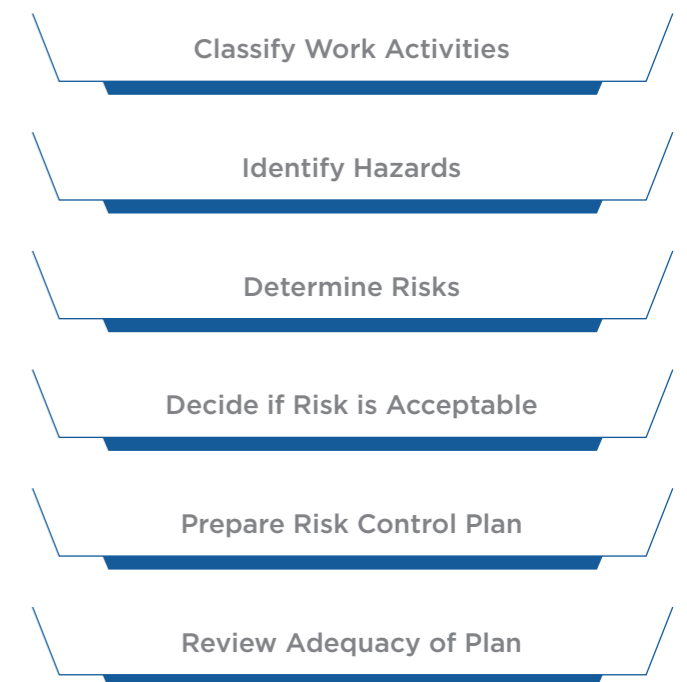 Classify Work Activities
Identify Hazards
Determine Risks
Decide if Risk is Acceptable
Prepare Risk Control Plan
Review Adequacy of Plan